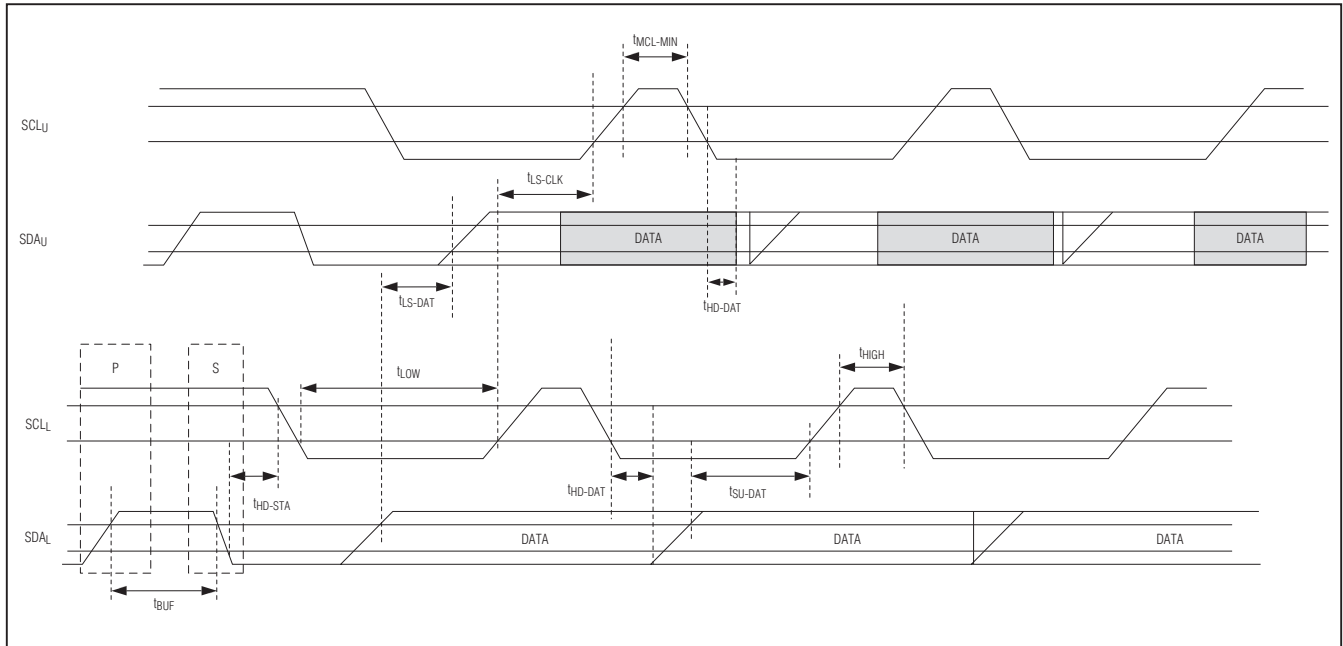 tMCL-MIN
SCLU
tLS-CLK
SDAU
DATA
DATA
DATA
tLS-DAT
tHD-DAT
P
S
tLOW
tHIGH
SCLL
tHD-STA
tHD-DAT
tSU-DAT
SDAL
DATA
DATA
DATA
tBUF